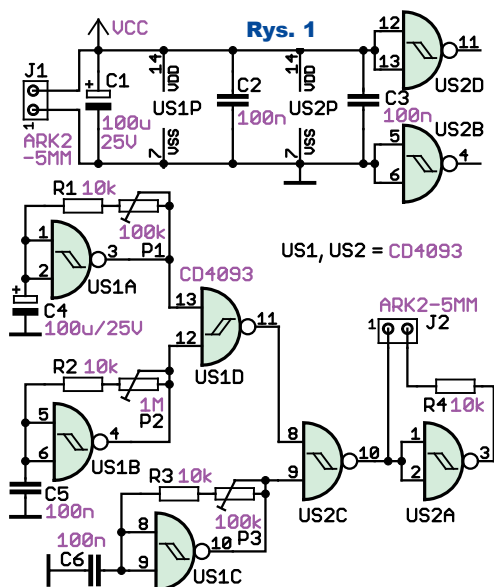 VCC
Rys. 1
J1
1
ARK2
-5MM
+
C1
100u
25V
14
VDD
US1P
VSS
7
C2
100n
14
VDD
US2P
VSS
7
C3
100n
12
13
11
US2D
US2B
5
6
4
R1 10k
100k
P1
1
2
3
US1A
+
C4
100u/25V
US1, US2 = CD4093
CD4093
13
12
11
US1D
ARK2-5MM
1
J2
R2 10k
1M
P2
5
6
4
US1B
C5
100n
R4 10k
8
9
10
US2C
1
2
3
US2A
R3 10k
100k
P3
100n
C6
8
9
10
US1C